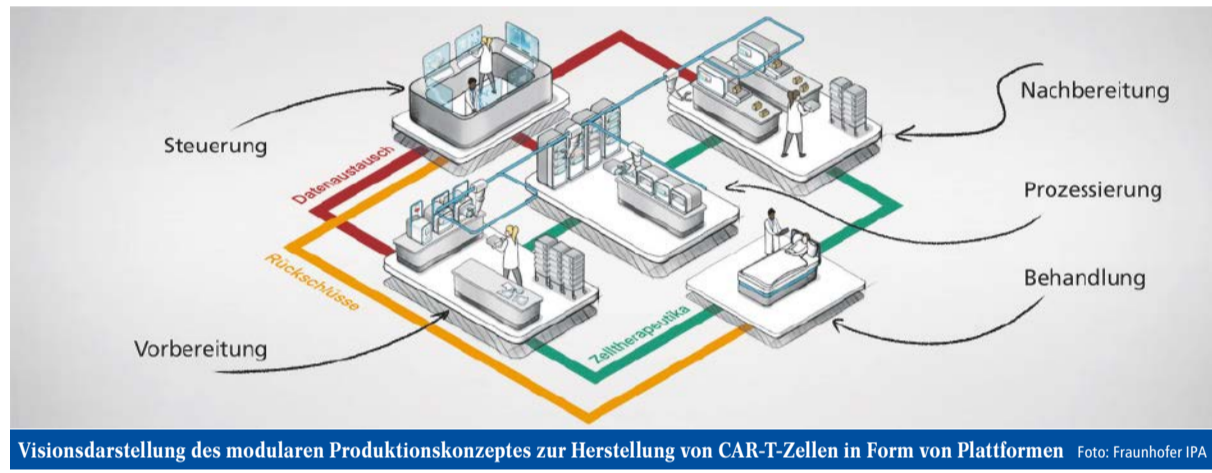 Steuerung
Nachbereitung
Datenaustausch
Prozessierung
Rückschlüsse
Behandlung
Zelltherapeutika
Vorbereitung
Visionsdarstellung des modularen Produktionskonzeptes zur Herstellung von CAR-T-Zellen in Form von Plattformen Foto: Fraunhofer IPA